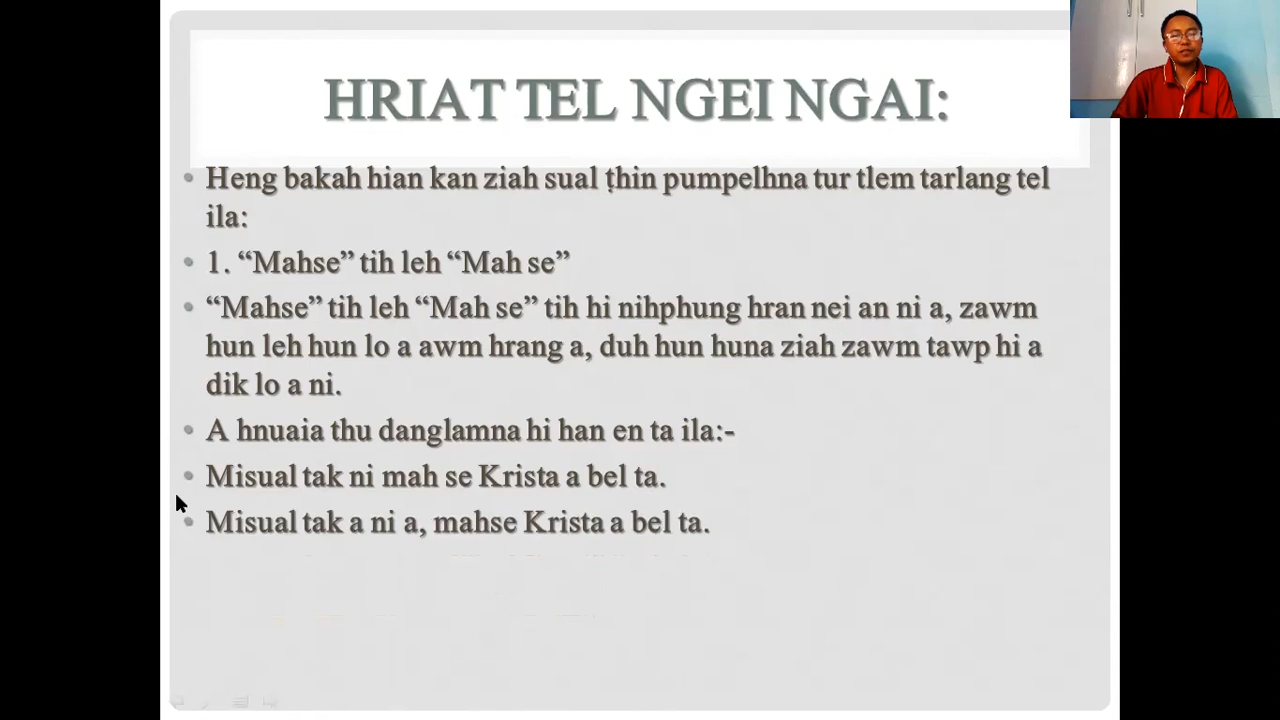 HRIAT TEL NGEI NGAI:
• Heng bakah hian kan ziah sual ṭhin pumpelhna tur tlem tarlang tel
ila:
• 1. “Mahse” tih leh “Mah se”
• “Mahse” tih leh “Mah se” tih hi nihphung hran nei an ni a, zawm
hun leh hun lo a awm hrang a, duh hun huna ziah zawm tawp hi a
dik lo a ni.
• A hnuaia thu danglamna hi han en ta ila:-
• Misual tak ni mah se Krista a bel ta.
• Misual tak a ni a, mahse Krista a bel ta.